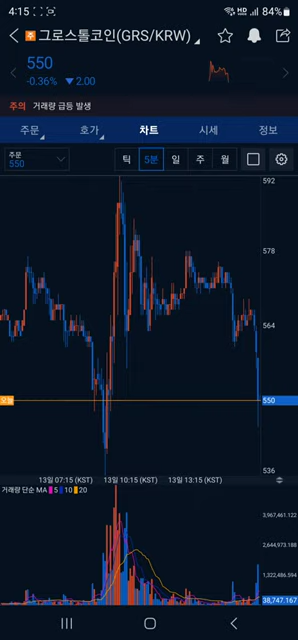 4:15
84%
주 그로스톨코인(GRS/KRW)
550
-0.36% ▼2.00
주의 거래량 급등 발생
주문 호가 차트 시세 정보
주문
550
틱 5분 일 주 월
592
578
564
오늘 550
536
13일 07:15 (KST) 13일 10:15 (KST) 13일 13:15 (KST)
거래량 단순 MA 5 10 20
3,967,461.122
2,644,973.188
1,322,486.594
38,747.167